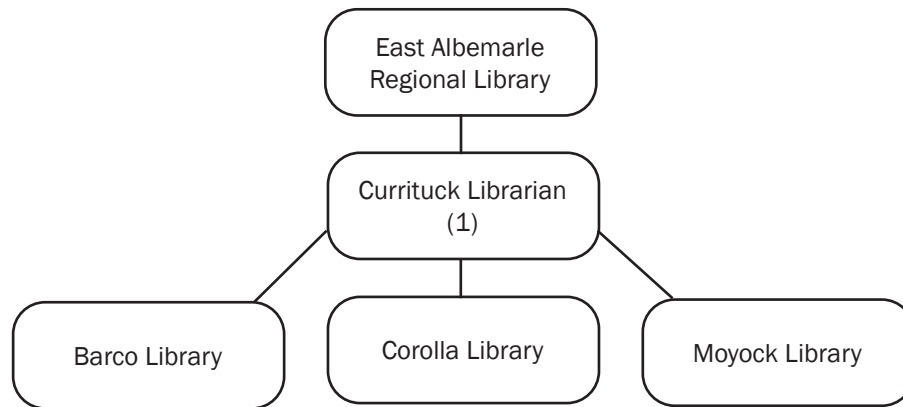 East Albemarle
Regional Library
Currituck Librarian
(1)
Barco Library
Corolla Library
Moyock Library